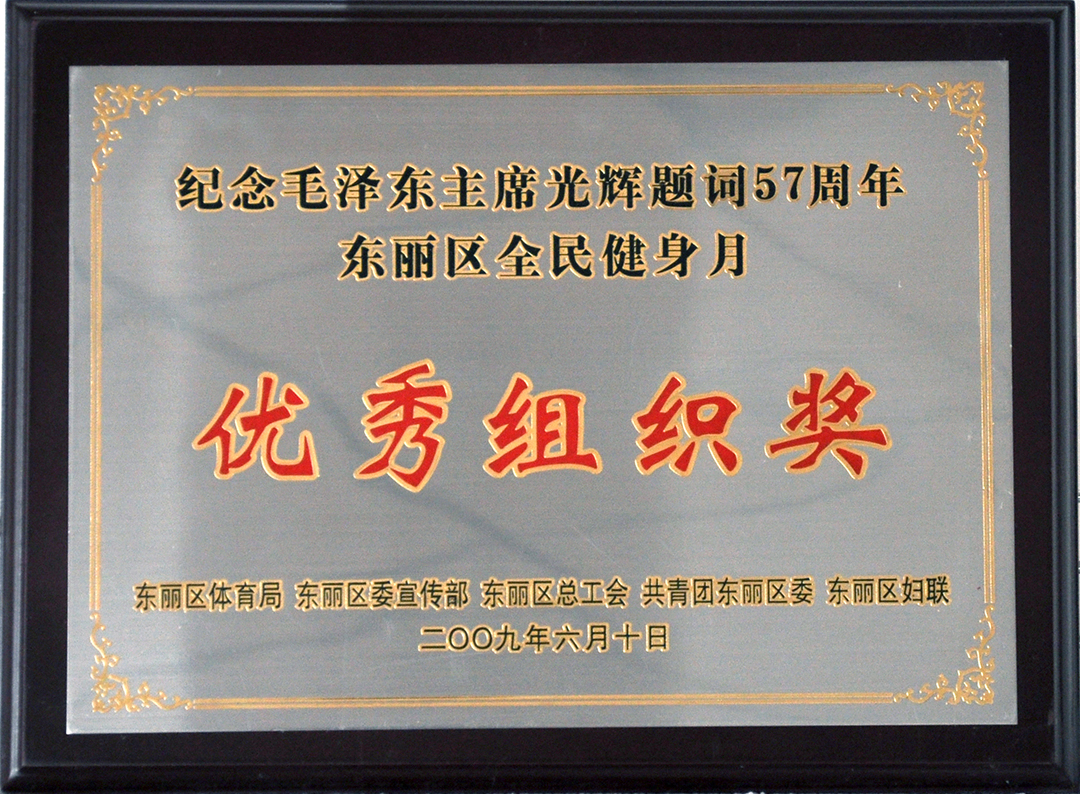 纪念毛泽东主席光辉题词57周年
东丽区全民健身月
优秀组织奖
东丽区体育局 东丽区委宣传部 东丽区总工会 共青团东丽区委 东丽区妇联
二〇〇九年六月十日